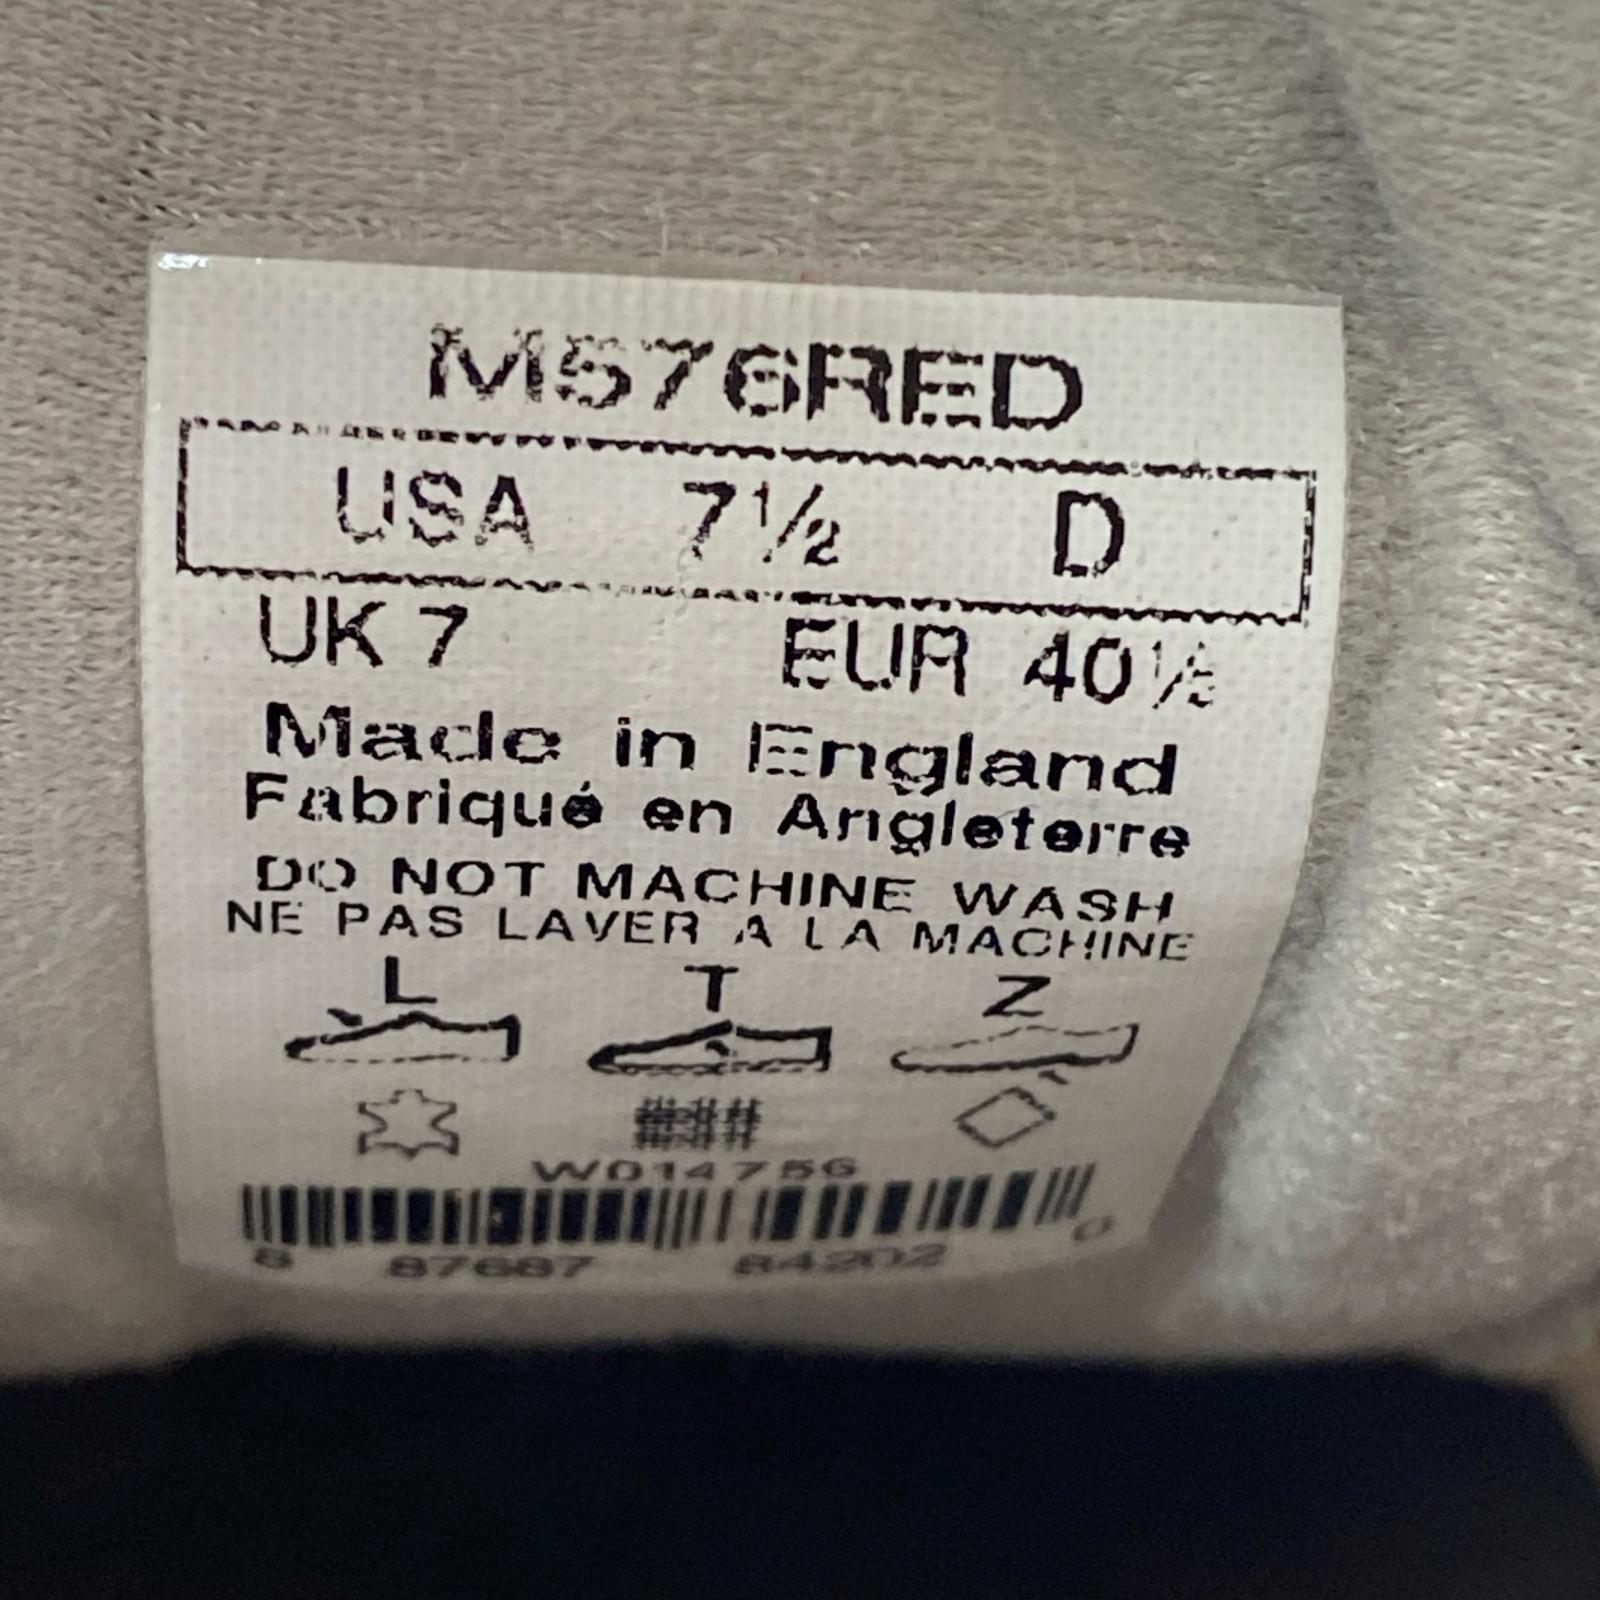 M576RED
USA 7½ D
UK 7 EUR 40½
Made in England
Fabriqué en Angleterre
DO NOT MACHINE WASH
NE PAS LAVER A LA MACHINE
L T Z
W014756
8 87687 84202 0